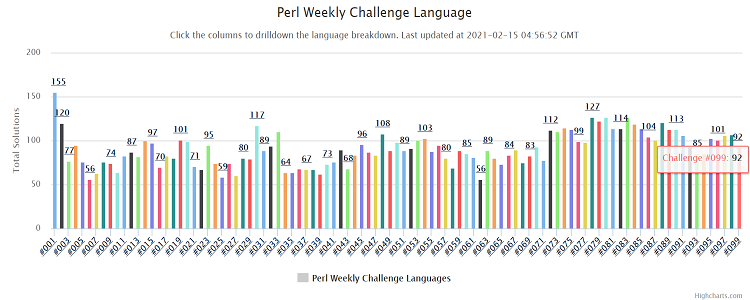 Perl Weekly Challenge Language
Click the columns to drilldown the language breakdown. Last updated at 2021-02-15 04:56:52 GMT
Total Solutions
200
150
100
50
0
155 120 77 56 74 87 97 70 101 71 95 59 80 117 89 64 67 73 68 96 108 89 103 80 85 56 89 84 83 112 99 127 114 104 113 85 101 92
Challenge #099: 92
#001 #003 #005 #007 #009 #011 #013 #015 #017 #019 #021 #023 #025 #027 #029 #031 #033 #035 #037 #039 #041 #043 #045 #047 #049 #051 #053 #055 #057 #059 #061 #063 #065 #067 #069 #071 #073 #075 #077 #079 #081 #083 #085 #087 #089 #091 #093 #095 #097 #099
Perl Weekly Challenge Languages
Highcharts.com